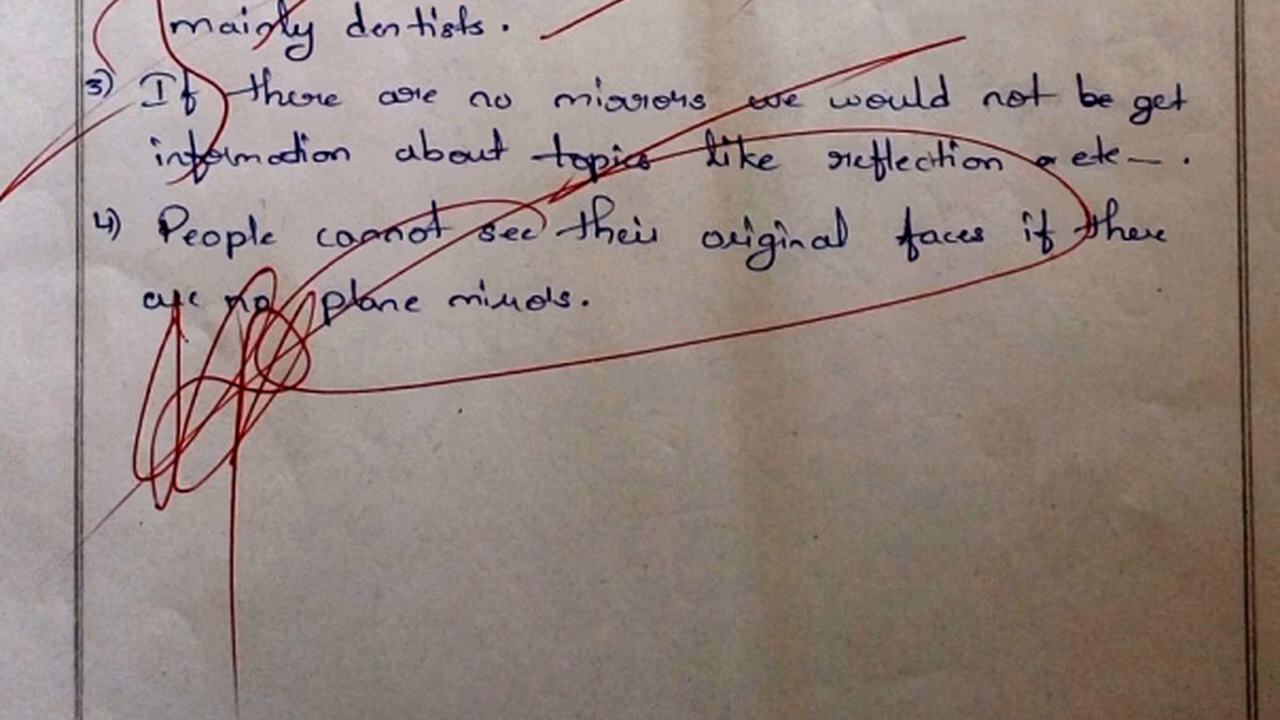 mainly dentists.
3) If there are no mirrors we would not be get
information about topics like reflection etc.
4) People cannot see their original faces if there
are no plane mirrors.